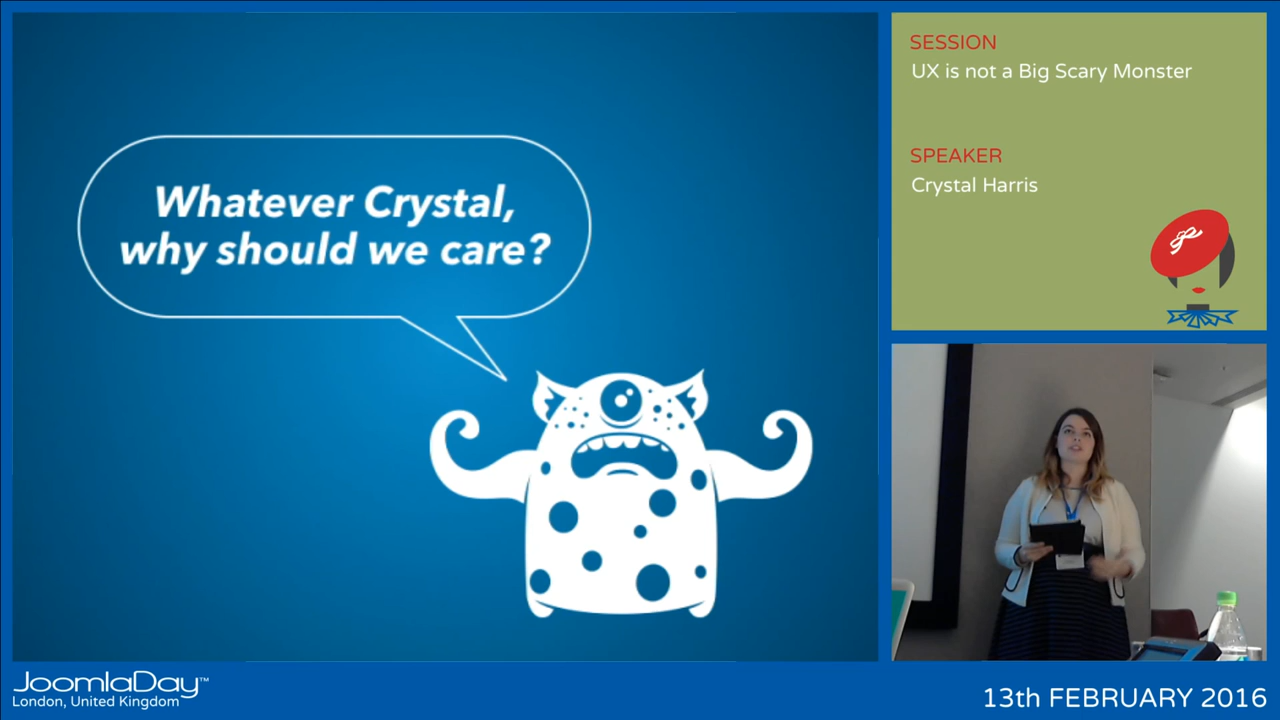 Whatever Crystal,
why should we care?
SESSION
UX is not a Big Scary Monster
SPEAKER
Crystal Harris
JoomlaDay™
London, United Kingdom
13th FEBRUARY 2016